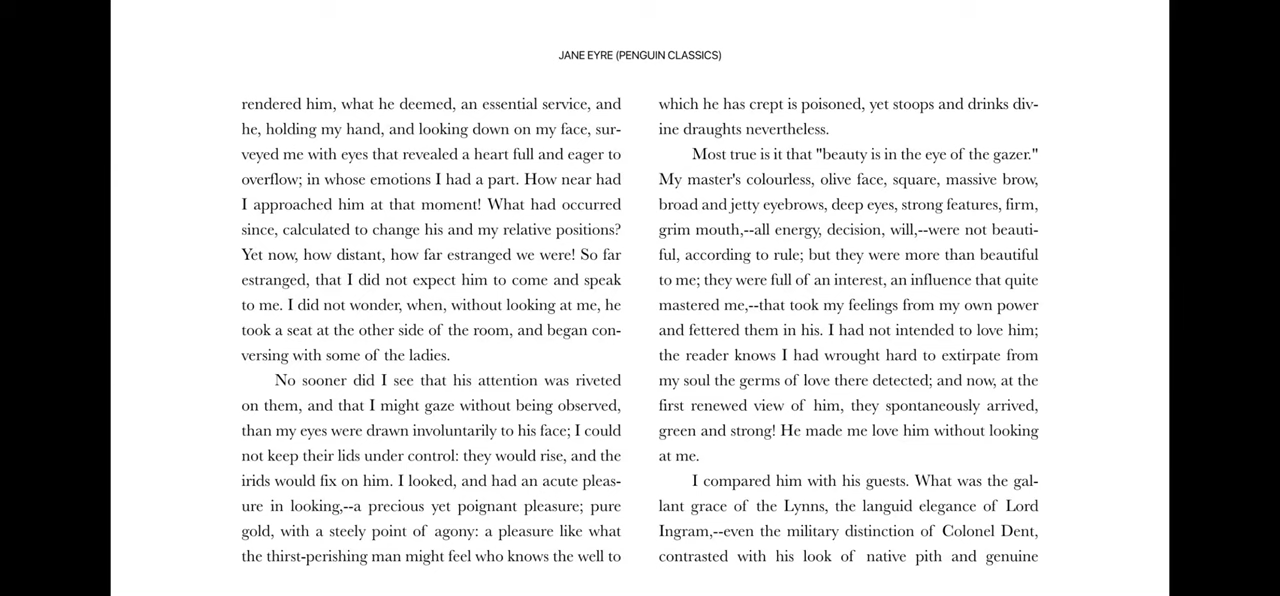 JANE EYRE (PENGUIN CLASSICS)
rendered him, what he deemed, an essential service, and
he, holding my hand, and looking down on my face, sur-
veyed me with eyes that revealed a heart full and eager to
overflow; in whose emotions I had a part. How near had
I approached him at that moment! What had occurred
since, calculated to change his and my relative positions?
Yet now, how distant, how far estranged we were! So far
estranged, that I did not expect him to come and speak
to me. I did not wonder, when, without looking at me, he
took a seat at the other side of the room, and began con-
versing with some of the ladies.
No sooner did I see that his attention was riveted
on them, and that I might gaze without being observed,
than my eyes were drawn involuntarily to his face; I could
not keep their lids under control: they would rise, and the
irids would fix on him. I looked, and had an acute pleas-
ure in looking,--a precious yet poignant pleasure; pure
gold, with a steely point of agony: a pleasure like what
the thirst-perishing man might feel who knows the well to
which he has crept is poisoned, yet stoops and drinks div-
ine draughts nevertheless.
Most true is it that "beauty is in the eye of the gazer."
My master's colourless, olive face, square, massive brow,
broad and jetty eyebrows, deep eyes, strong features, firm,
grim mouth,--all energy, decision, will,--were not beauti-
ful, according to rule; but they were more than beautiful
to me; they were full of an interest, an influence that quite
mastered me,--that took my feelings from my own power
and fettered them in his. I had not intended to love him;
the reader knows I had wrought hard to extirpate from
my soul the germs of love there detected; and now, at the
first renewed view of him, they spontaneously arrived,
green and strong! He made me love him without looking
at me.
I compared him with his guests. What was the gal-
lant grace of the Lynns, the languid elegance of Lord
Ingram,--even the military distinction of Colonel Dent,
contrasted with his look of native pith and genuine